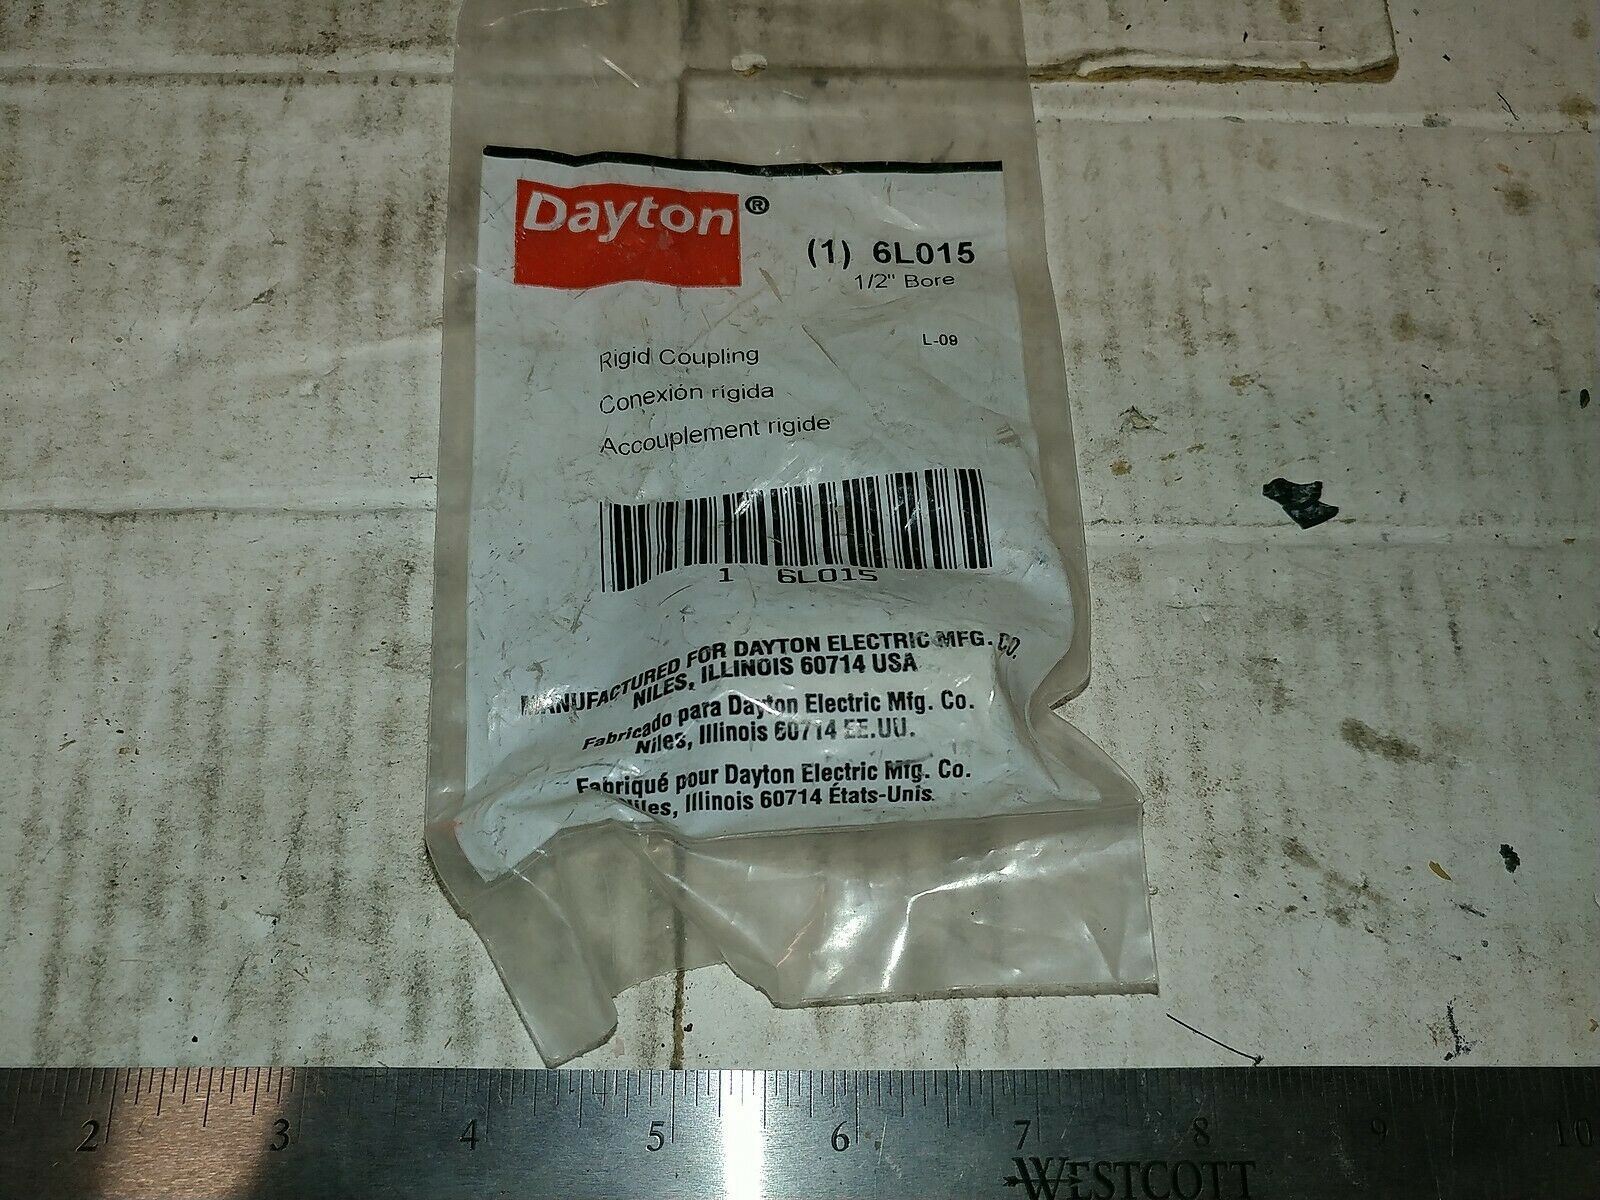 Dayton®
(1) 6L015
1/2" Bore
L-09
Rigid Coupling
Conexión rígida
Accouplement rigide
1 6L015
MANUFACTURED FOR DAYTON ELECTRIC MFG. CO.
NILES, ILLINOIS 60714 USA
Fabricado para Dayton Electric Mfg. Co.
Niles, Illinois 60714 EE.UU.
Fabriqué pour Dayton Electric Mfg. Co.
Niles, Illinois 60714 États-Unis.
2 3 4 5 6 7 8 9 10
WESTCOTT